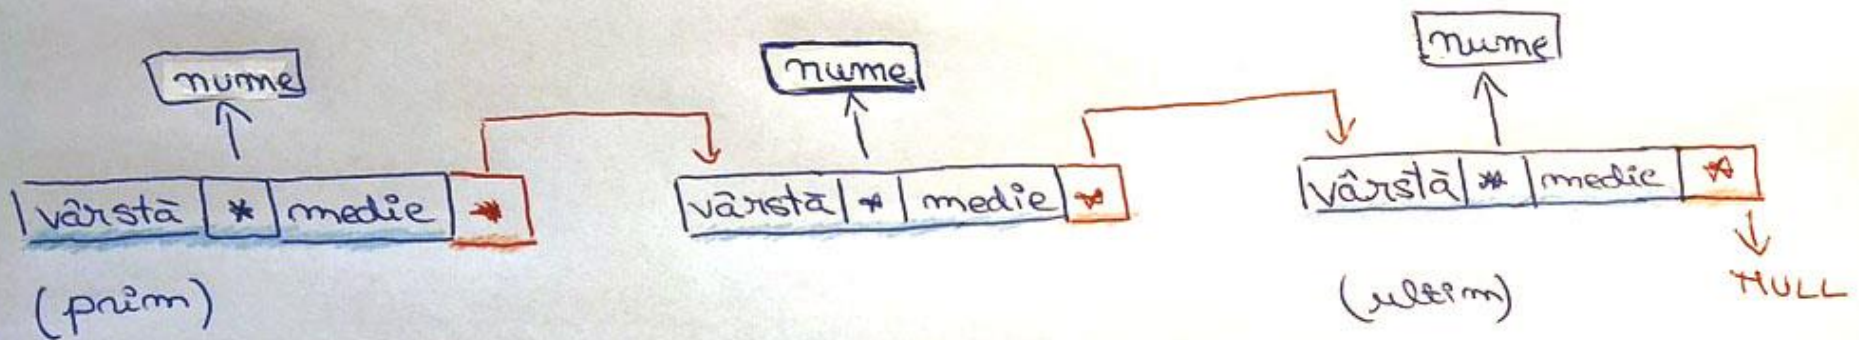 nume nume nume
vârstă * medie * vârstă * medie * vârstă * medie *
(prim) (ultim) NULL